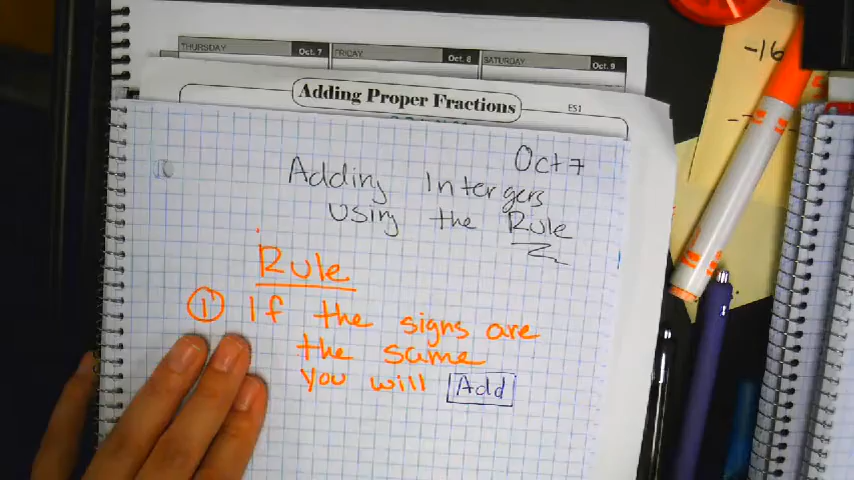 THURSDAY Oct. 7 FRIDAY Oct. 8 SATURDAY Oct. 9
Adding Proper Fractions
ES1
-16
Oct 7
Adding Intergers
using the Rule
Rule
1 If the signs are
the same
You will Add